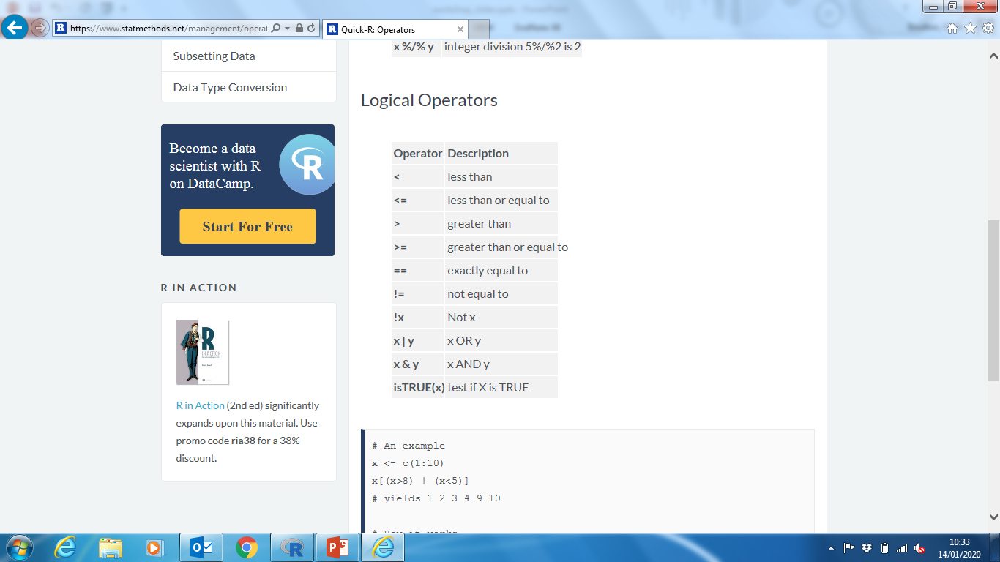 https://www.statmethods.net/management/operat
Quick-R: Operators
Subsetting Data
Data Type Conversion
Become a data
scientist with R
on DataCamp.
R
Start For Free
R IN ACTION
R
IN ACTION
R in Action (2nd ed) significantly
expands upon this material. Use
promo code ria38 for a 38%
discount.
x %/% y integer division 5%/%2 is 2
Logical Operators
Operator Description
< less than
<= less than or equal to
> greater than
>= greater than or equal to
== exactly equal to
!= not equal to
!x Not x
x | y x OR y
x & y x AND y
isTRUE(x) test if X is TRUE
# An example
x <- c(1:10)
x[(x>8) | (x<5)]
# yields 1 2 3 4 9 10
10:33
14/01/2020